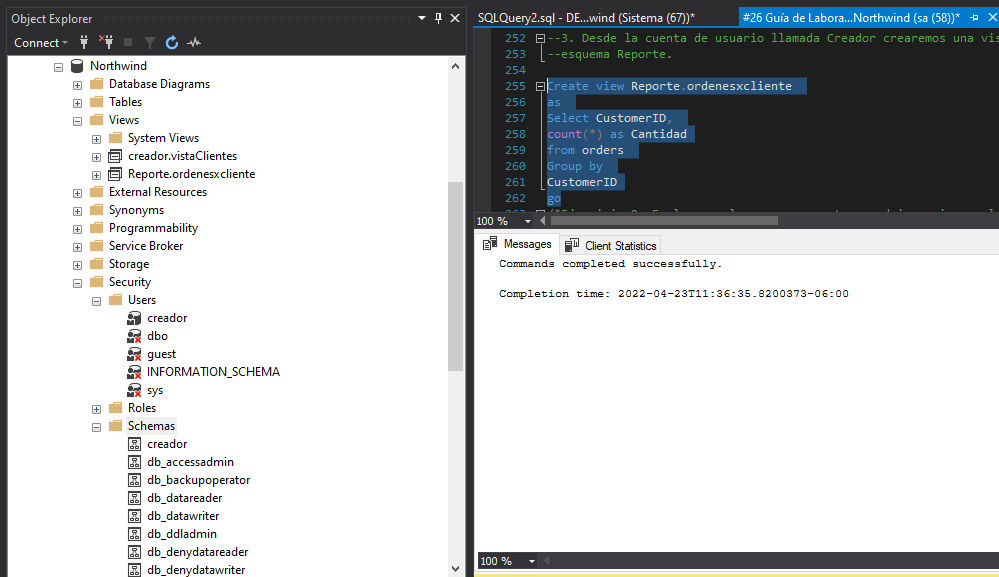 Object Explorer
Connect
Northwind
Database Diagrams
Tables
Views
System Views
creador.vistaClientes
Reporte.ordenesxcliente
External Resources
Synonyms
Programmability
Service Broker
Storage
Security
Users
creador
dbo
guest
INFORMATION_SCHEMA
sys
Roles
Schemas
creador
db_accessadmin
db_backupoperator
db_datareader
db_datawriter
db_ddladmin
db_denydatareader
db_denydatawriter
SQLQuery2.sql - DE...wind (Sistema (67))*
#26 Guía de Labora...Northwind (sa (58))*
252 --3. Desde la cuenta de usuario llamada Creador crearemos una vis
253 --esquema Reporte.
254
255 Create view Reporte.ordenesxcliente
256 as
257 Select CustomerID,
258 count(*) as Cantidad
259 from orders
260 Group by
261 CustomerID
262 go
100 %
Messages
Client Statistics
Commands completed successfully.
Completion time: 2022-04-23T11:36:35.8200373-06:00
100 %